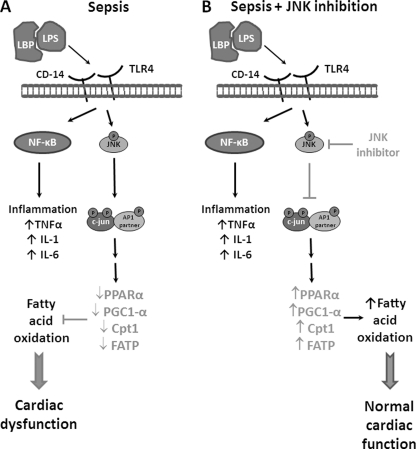 A
Sepsis
LBP
LPS
CD-14
TLR4
NF-κB
P
JNK
Inflammation
↑TNFα
↑ IL-1
↑ IL-6
P
P
c-jun
P
AP1
partner
↓PPARα
↓ PGC1-α
↓ Cpt1
↓ FATP
Fatty
acid
oxidation
Cardiac
dysfunction
B
Sepsis + JNK inhibition
LBP
LPS
CD-14
TLR4
NF-κB
P
JNK
JNK
inhibitor
Inflammation
↑TNFα
↑ IL-1
↑ IL-6
P
P
c-jun
P
AP1
partner
↑PPARα
↑PGC1-α
↑ Cpt1
↑ FATP
↑Fatty
acid
oxidation
Normal
cardiac
function